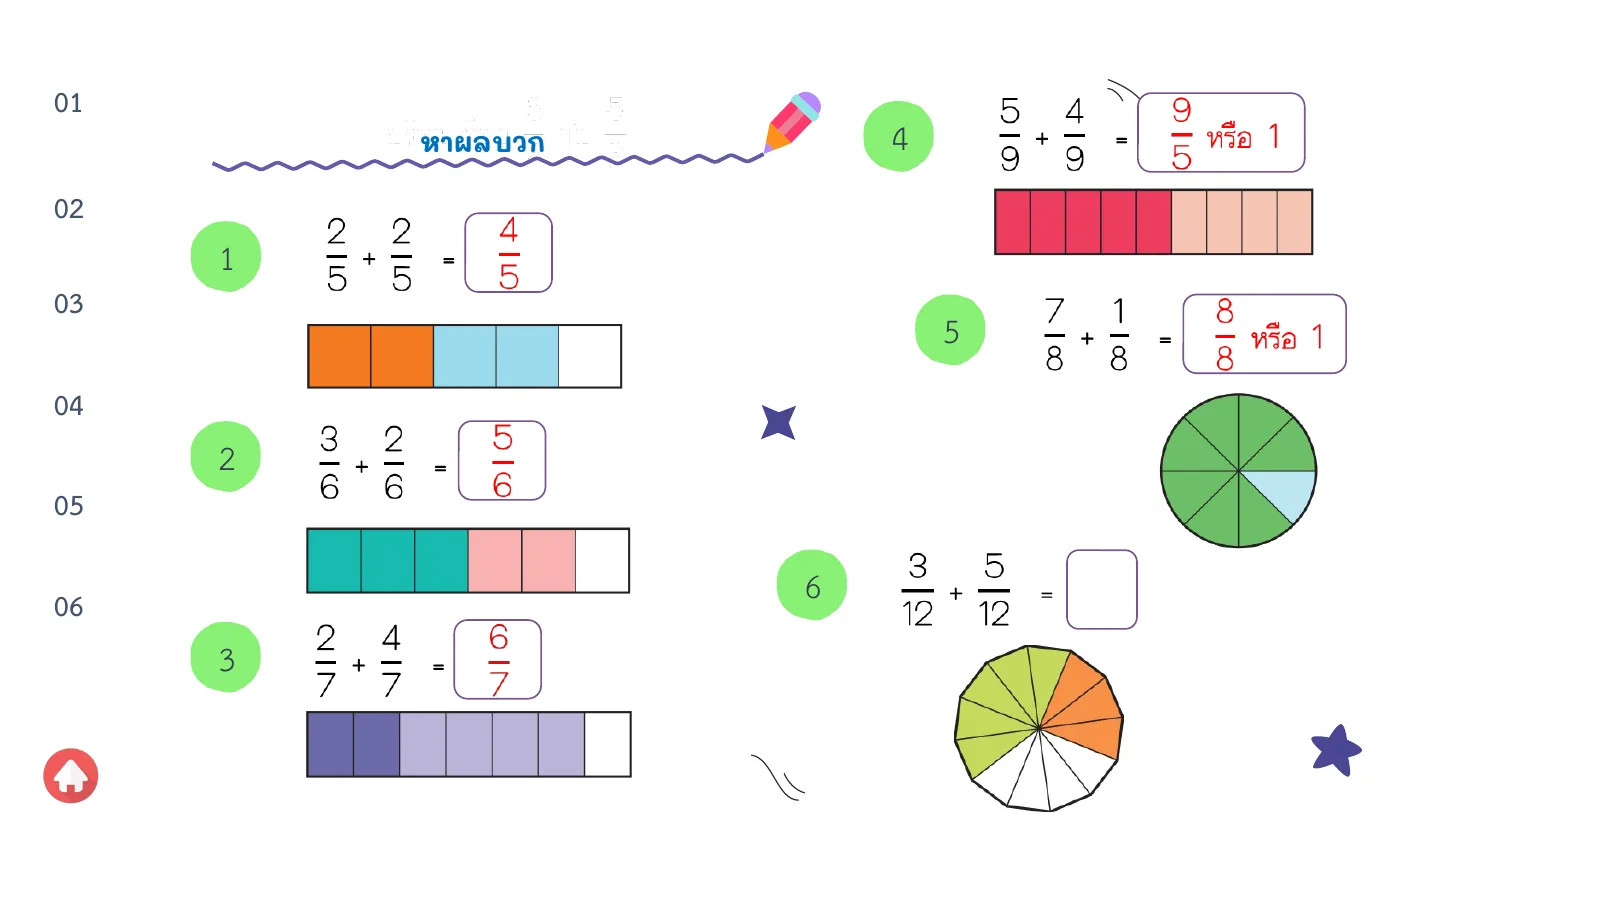 01
02
03
04
05
06
หาผลบวก
1
2/5 + 2/5 = 4/5
2
3/6 + 2/6 = 5/6
3
2/7 + 4/7 = 6/7
4
5/9 + 4/9 = 9/5 หรือ 1
5
7/8 + 1/8 = 8/8 หรือ 1
6
3/12 + 5/12 =